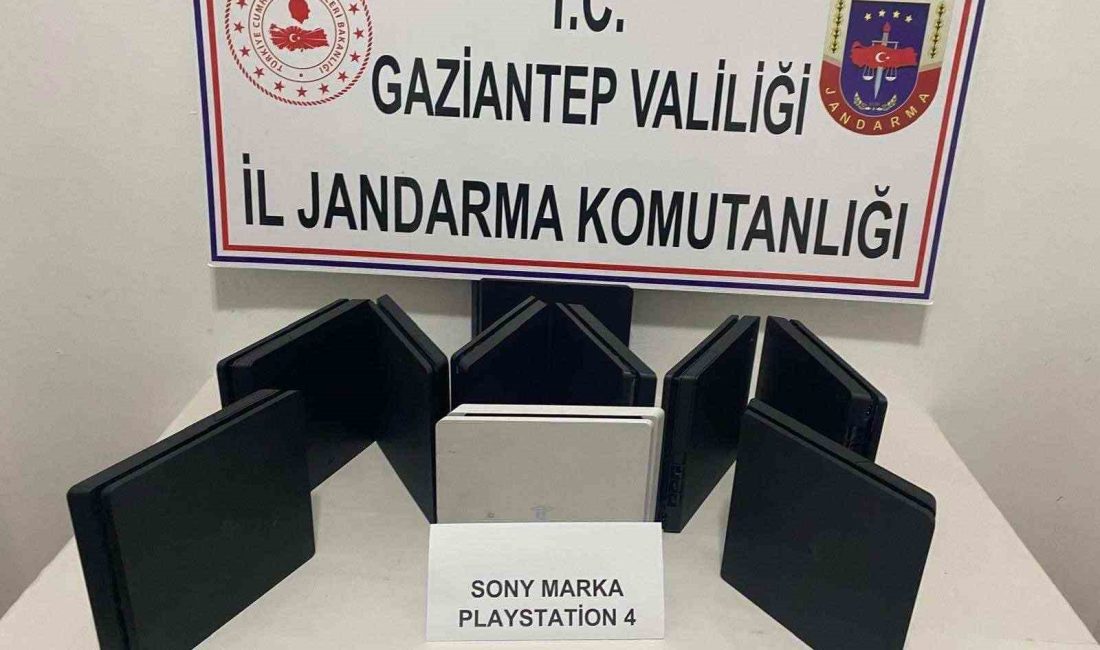 T.C.
GAZİANTEP VALİLİĞİ
İL JANDARMA KOMUTANLIĞI
JANDARMA
SONY MARKA
PLAYSTATİON 4